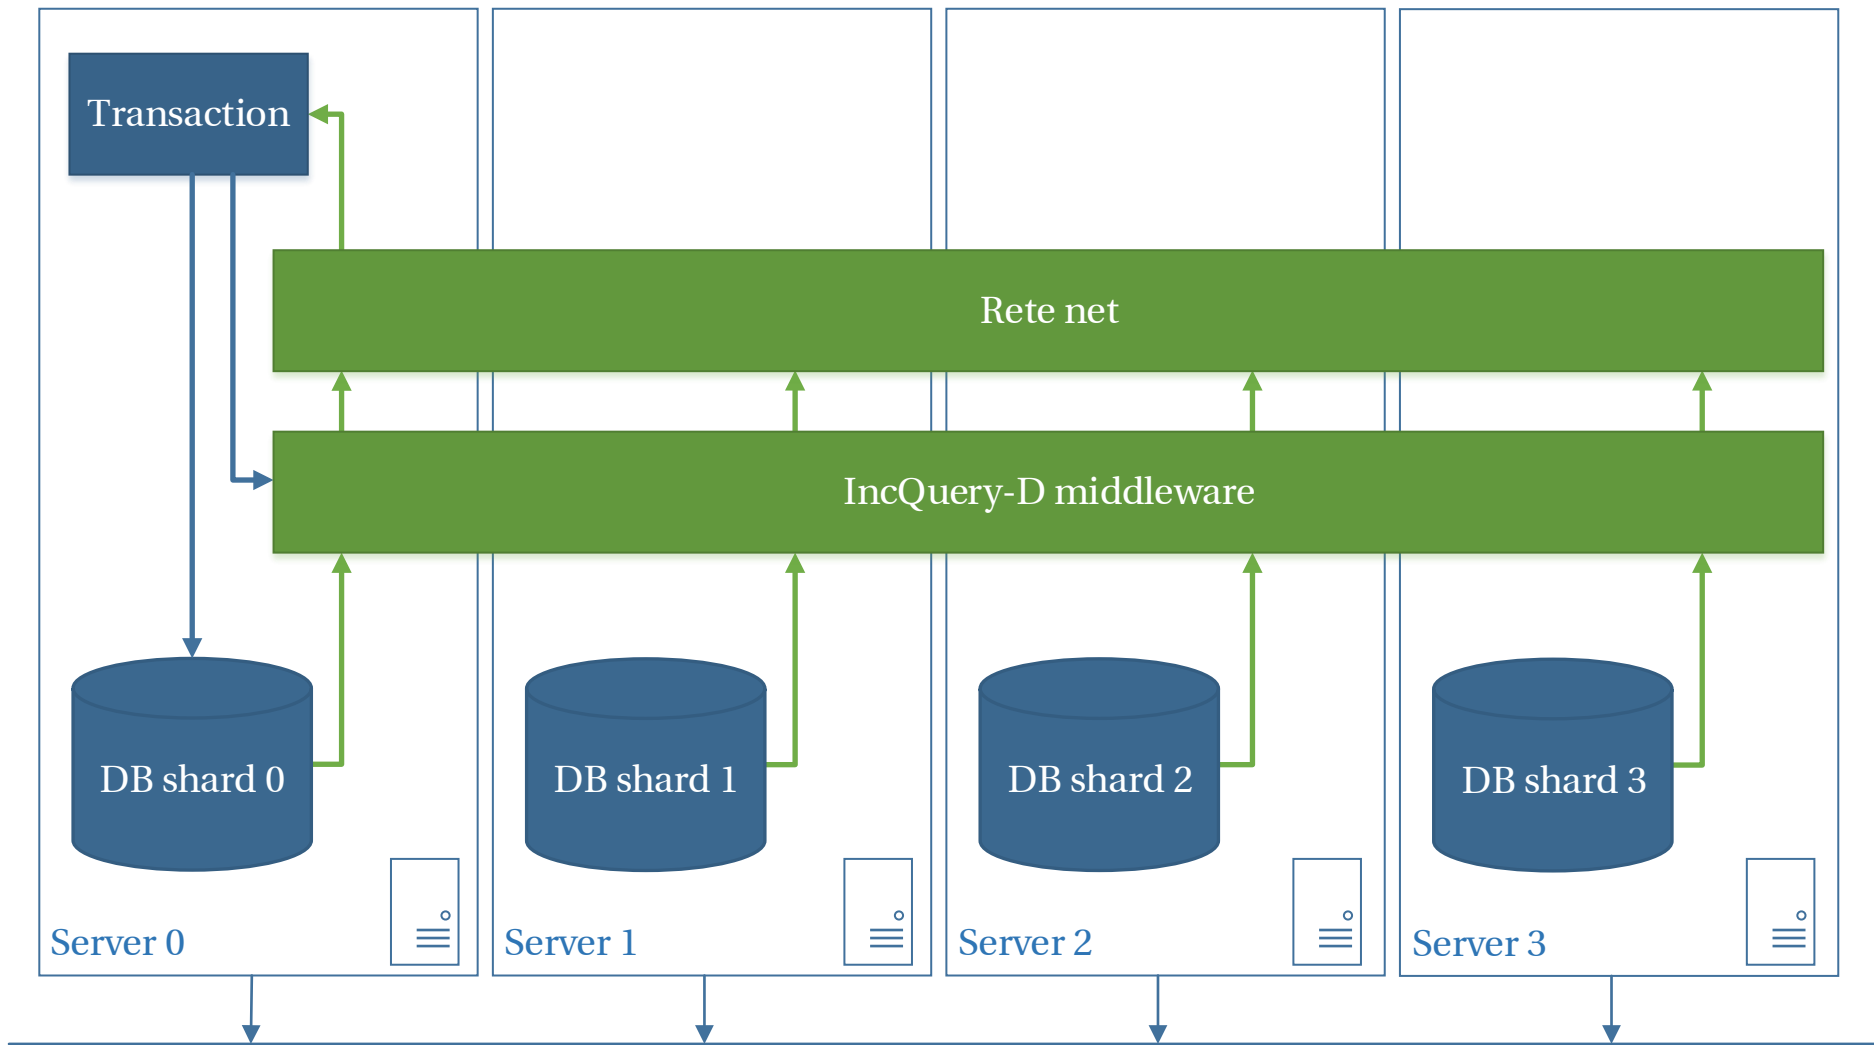 Transaction
Rete net
IncQuery-D middleware
DB shard 0
DB shard 1
DB shard 2
DB shard 3
Server 0
Server 1
Server 2
Server 3